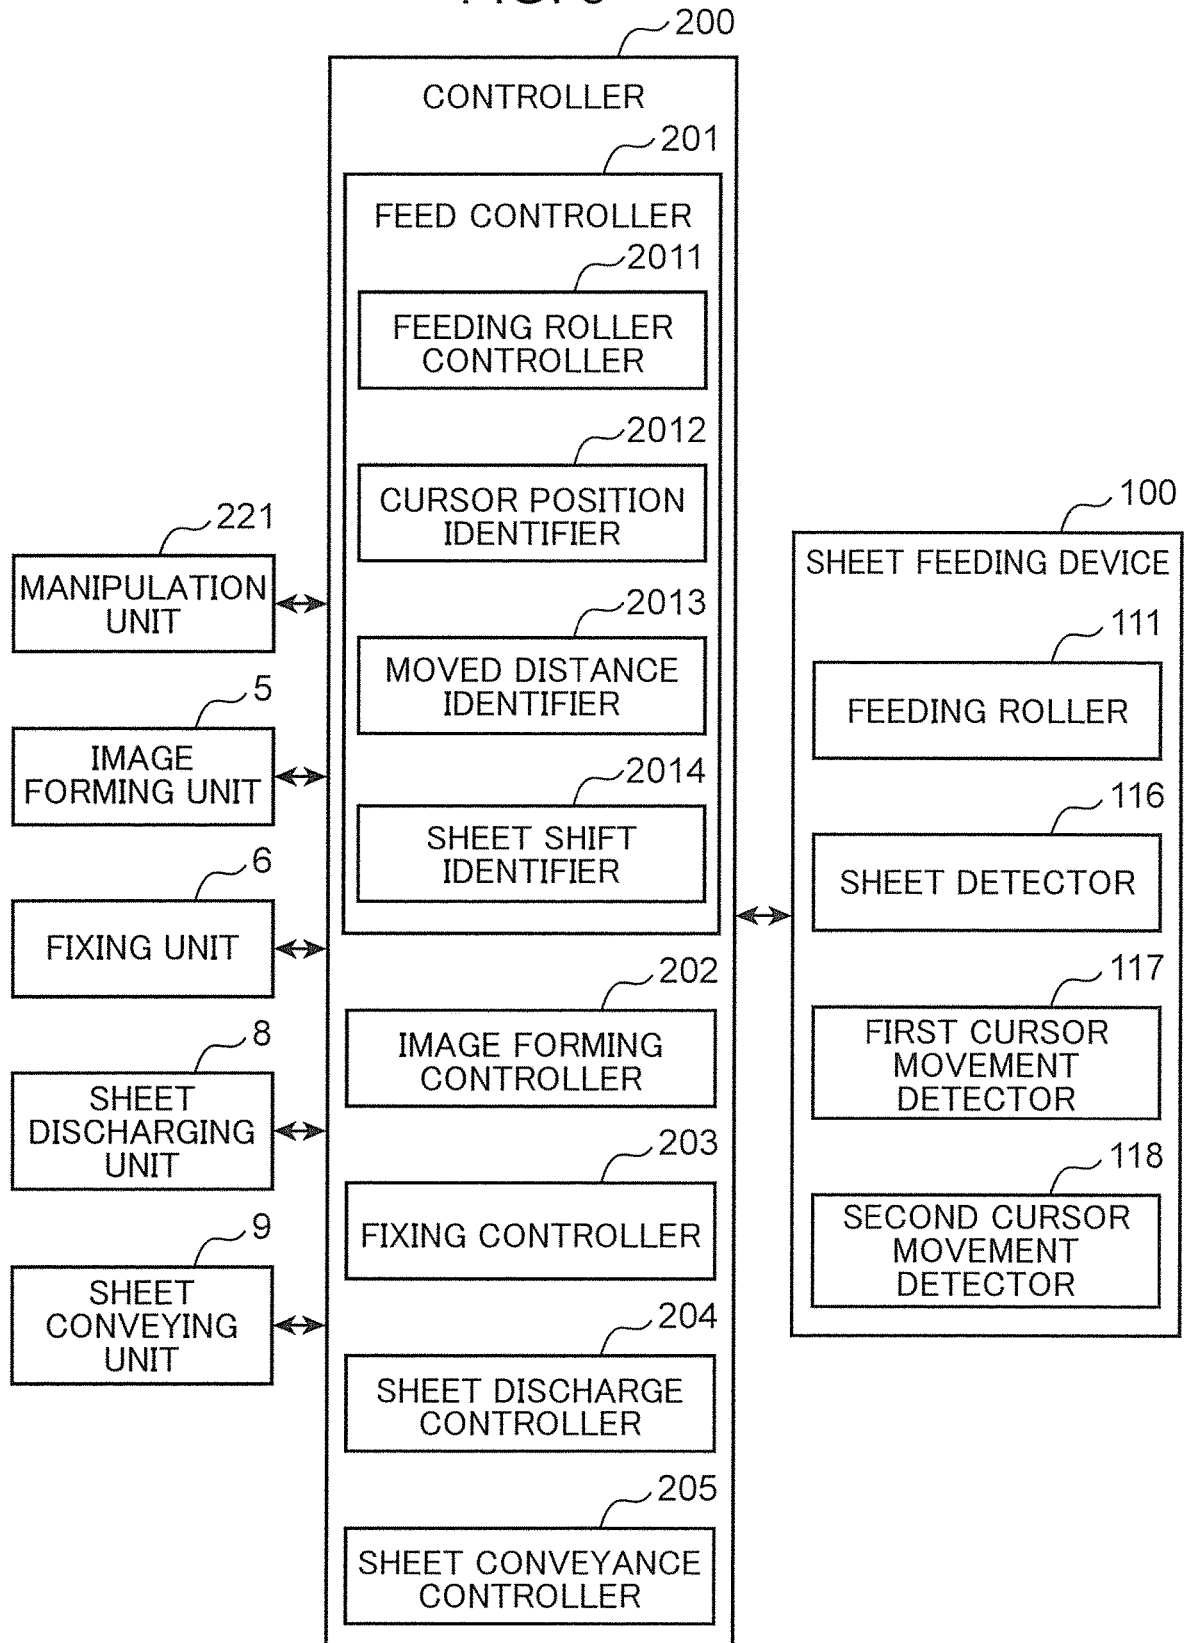 200
CONTROLLER
201
FEED CONTROLLER
2011
FEEDING ROLLER
CONTROLLER
2012
CURSOR POSITION
IDENTIFIER
2013
MOVED DISTANCE
IDENTIFIER
2014
SHEET SHIFT
IDENTIFIER
202
IMAGE FORMING
CONTROLLER
203
FIXING CONTROLLER
204
SHEET DISCHARGE
CONTROLLER
205
SHEET CONVEYANCE
CONTROLLER
221
MANIPULATION
UNIT
5
IMAGE
FORMING UNIT
6
FIXING UNIT
8
SHEET
DISCHARGING
UNIT
9
SHEET
CONVEYING
UNIT
100
SHEET FEEDING DEVICE
111
FEEDING ROLLER
116
SHEET DETECTOR
117
FIRST CURSOR
MOVEMENT
DETECTOR
118
SECOND CURSOR
MOVEMENT
DETECTOR